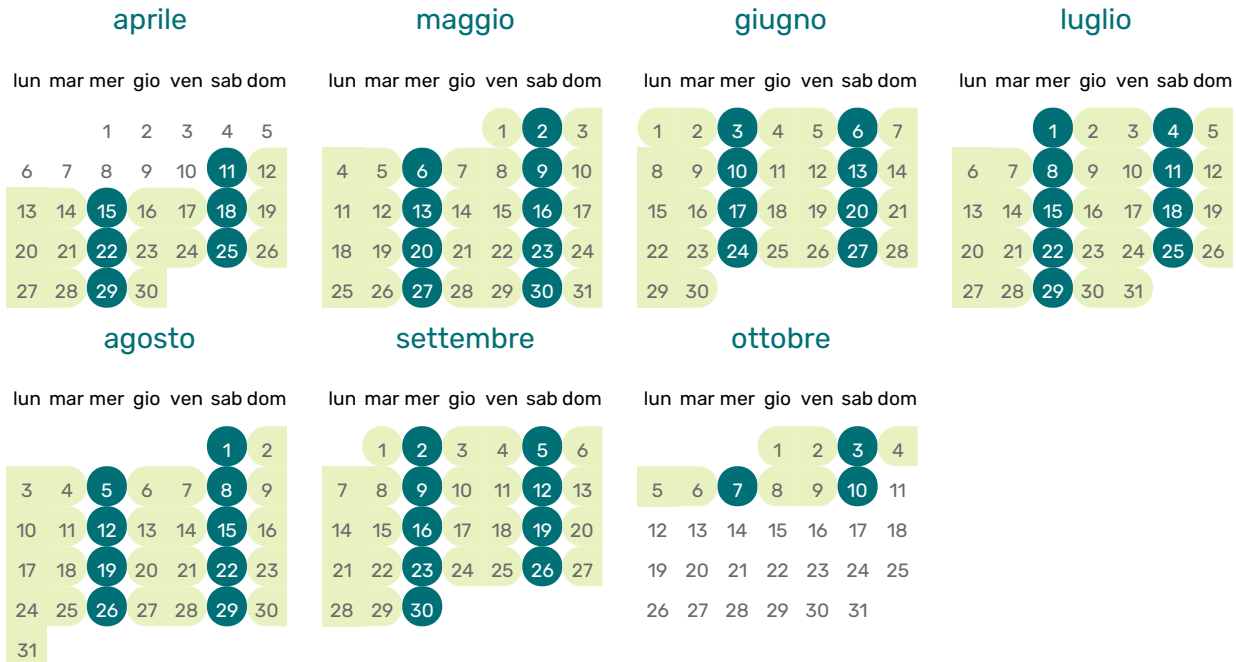 aprile maggio giugno luglio
lun mar mer gio ven sab dom lun mar mer gio ven sab dom lun mar mer gio ven sab dom lun mar mer gio ven sab dom
1 2 3 4 5 1 2 3 1 2 3 4 5 6 7 1 2 3 4 5
6 7 8 9 10 11 12 4 5 6 7 8 9 10 8 9 10 11 12 13 14 6 7 8 9 10 11 12
13 14 15 16 17 18 19 11 12 13 14 15 16 17 15 16 17 18 19 20 21 13 14 15 16 17 18 19
20 21 22 23 24 25 26 18 19 20 21 22 23 24 22 23 24 25 26 27 28 20 21 22 23 24 25 26
27 28 29 30 25 26 27 28 29 30 31 29 30 27 28 29 30 31
agosto settembre ottobre
lun mar mer gio ven sab dom lun mar mer gio ven sab dom lun mar mer gio ven sab dom
1 2 1 2 3 4 5 6 1 2 3 4
3 4 5 6 7 8 9 7 8 9 10 11 12 13 5 6 7 8 9 10 11
10 11 12 13 14 15 16 14 15 16 17 18 19 20 12 13 14 15 16 17 18
17 18 19 20 21 22 23 21 22 23 24 25 26 27 19 20 21 22 23 24 25
24 25 26 27 28 29 30 28 29 30 26 27 28 29 30 31
31